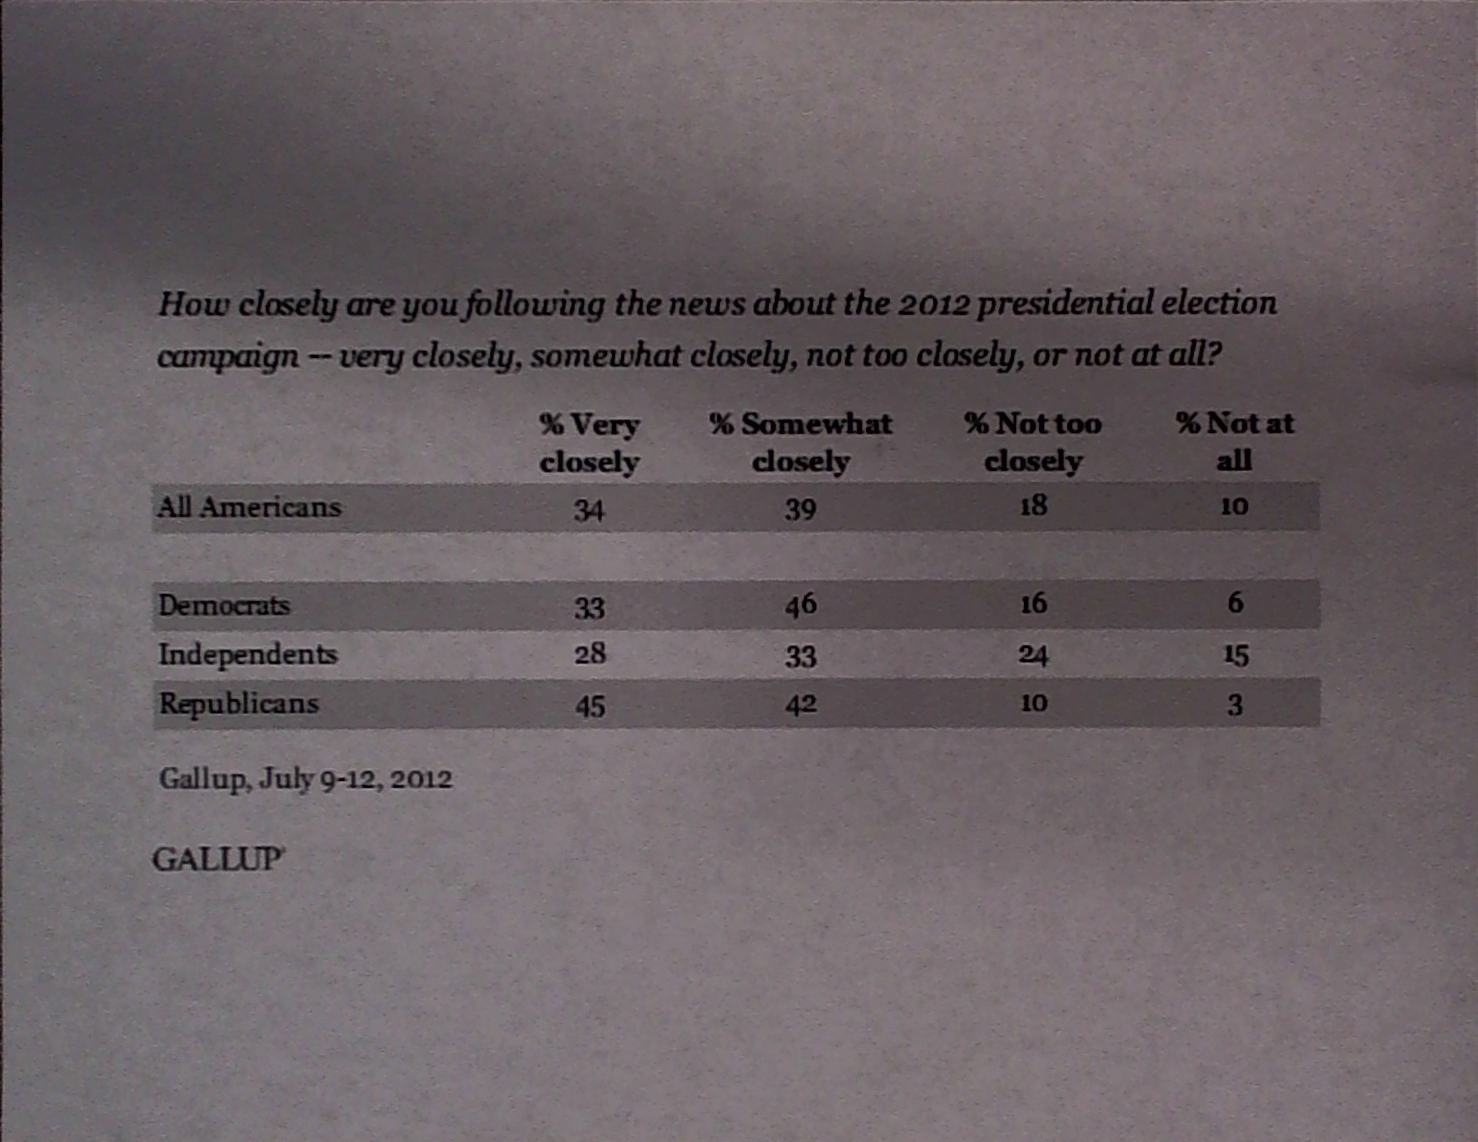 How closely are you following the news about the 2012 presidential election
campaign -- very closely, somewhat closely, not too closely, or not at all?
% Very closely % Somewhat closely % Not too closely % Not at all
All Americans 34 39 18 10
Democrats 33 46 16 6
Independents 28 33 24 15
Republicans 45 42 10 3
Gallup, July 9-12, 2012
GALLUP®